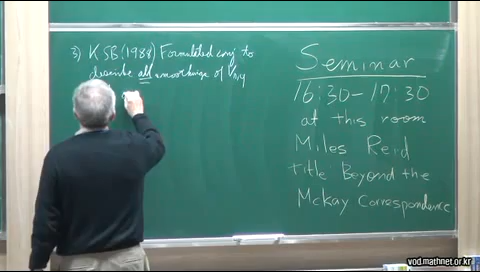 3) KSB (1988) Formulated conj to
describe all smoothings of
Seminar
16:30-17:30
at this room
Miles Reid
title Beyond the
McKay Correspondence
vod.mathnet.or.kr